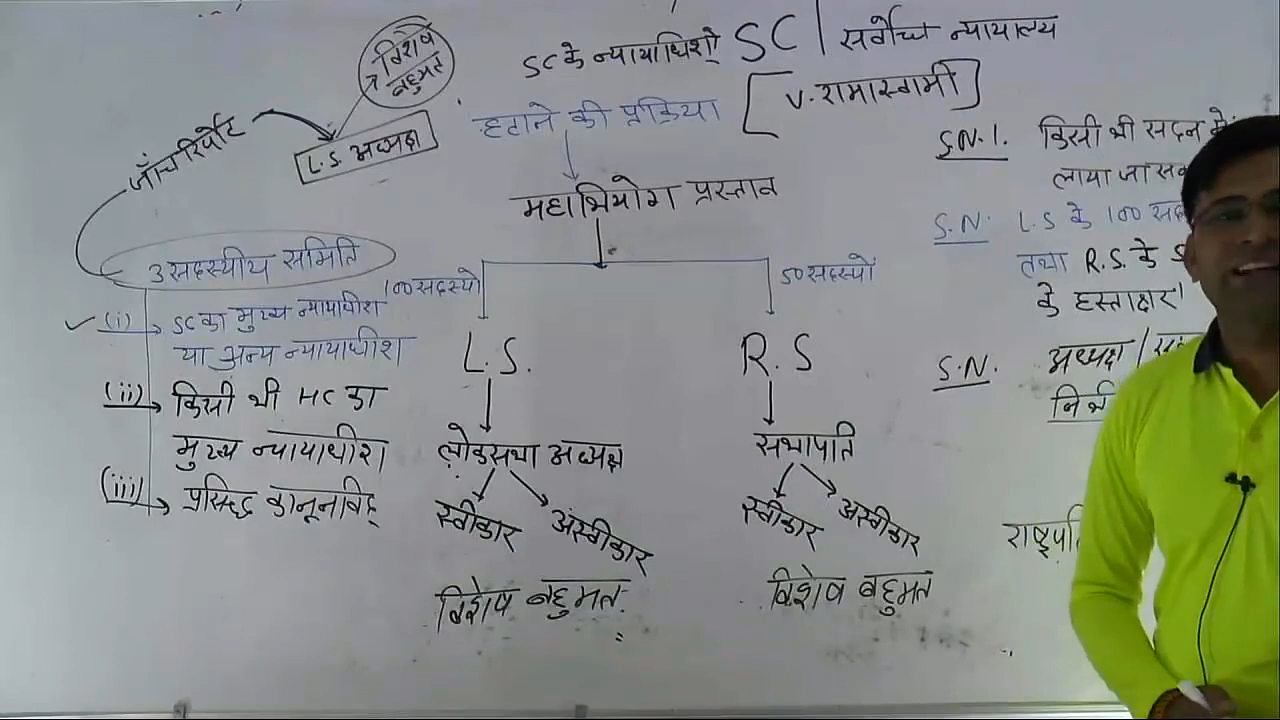 SC के न्यायाधिशो SC | सर्वोच्च न्यायालय
हटाने की प्रक्रिया [V. रामास्वामी]
महाभियोग प्रस्ताव
विशेष
बहुमत
L.S. अध्यक्ष
जाँच रिर्पोट
3 सदस्यीय समिति
(i) SC का मुख्य न्यायाधीश
या अन्य न्यायाधीश
(ii) किसी भी HC का
मुख्य न्यायाधीश
(iii) प्रसिद्ध कानूनविद्
100 सदस्यो
L.S.
लोकसभा अध्यक्ष
स्वीकार अस्वीकार
विशेष बहुमत
50 सदस्यों
R.S
सभापति
स्वीकार अस्वीकार
विशेष बहुमत
S.N.1. किसी भी सदन में
लाया जा
S.N. L.S के 100
तथा R.S. के
के हस्ताक्षर
S.N. अध्यक्ष /